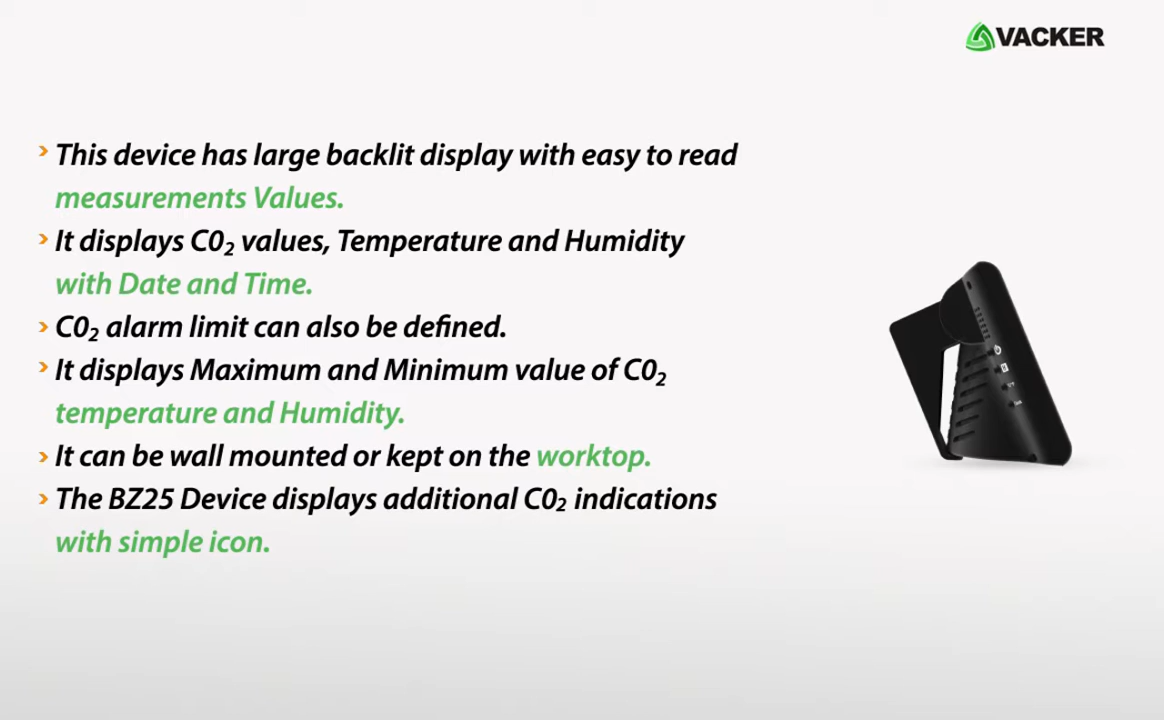 VACKER
› This device has large backlit display with easy to read
measurements Values.
› It displays C0₂ values, Temperature and Humidity
with Date and Time.
› C0₂ alarm limit can also be defined.
› It displays Maximum and Minimum value of C0₂
temperature and Humidity.
› It can be wall mounted or kept on the worktop.
› The BZ25 Device displays additional C0₂ indications
with simple icon.